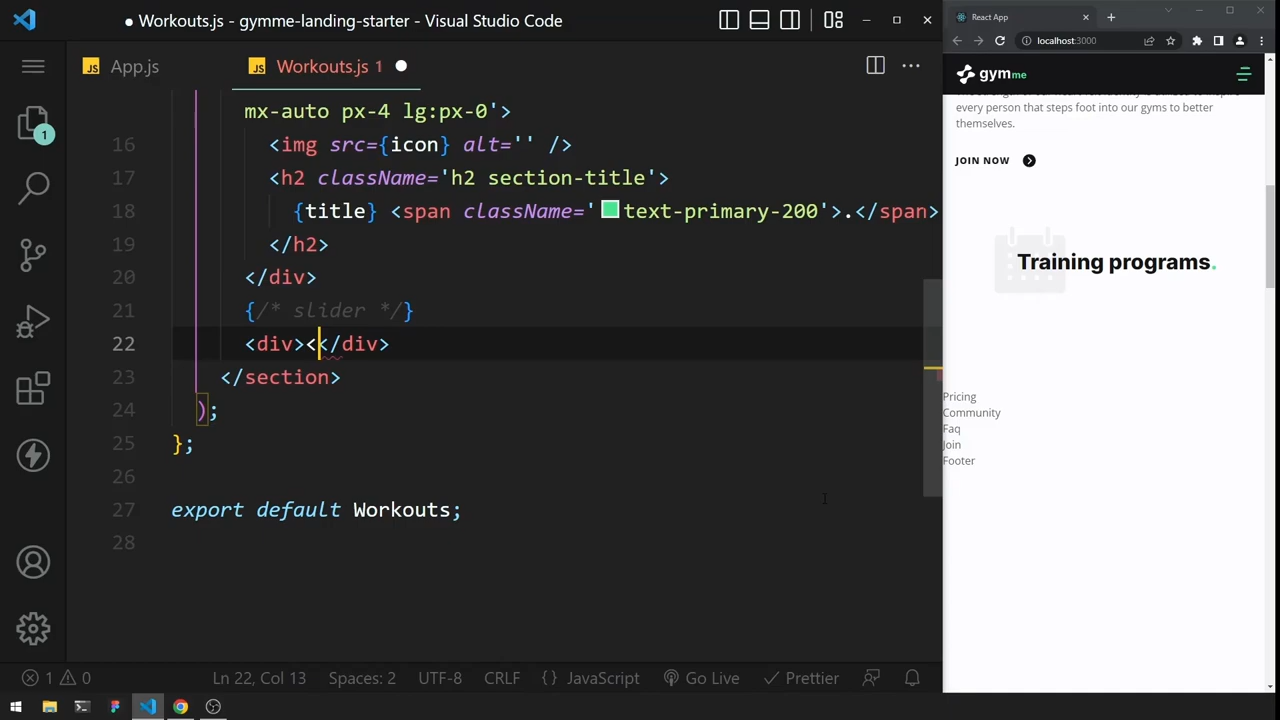 Workouts.js - gymme-landing-starter - Visual Studio Code
App.js
Workouts.js 1
mx-auto px-4 lg:px-0'>
16 <img src={icon} alt='' />
17 <h2 className='h2 section-title'>
18 {title} <span className='text-primary-200'>.</span>
19 </h2>
20 </div>
21 {/* slider */}
22 <div><</div>
23 </section>
24 );
25 };
26
27 export default Workouts;
28
1
1 0 Ln 22, Col 13 Spaces: 2 UTF-8 CRLF {} JavaScript Go Live Prettier
React App
localhost:3000
gymme
every person that steps foot into our gyms to better
themselves.
JOIN NOW
Training programs.
Pricing
Community
Faq
Join
Footer